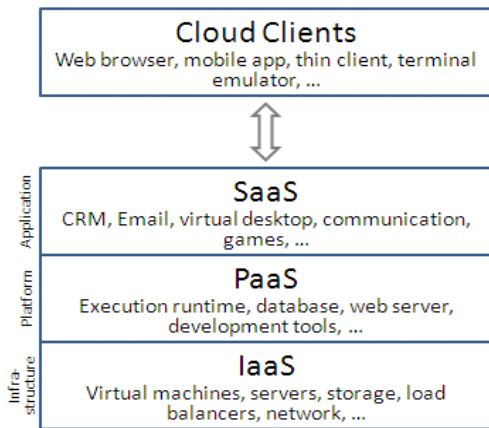 Cloud Clients
Web browser, mobile app, thin client, terminal
emulator, ...
Application
SaaS
CRM, Email, virtual desktop, communication,
games, ...
Platform
PaaS
Execution runtime, database, web server,
development tools, ...
Infra-
structure
IaaS
Virtual machines, servers, storage, load
balancers, network, ...